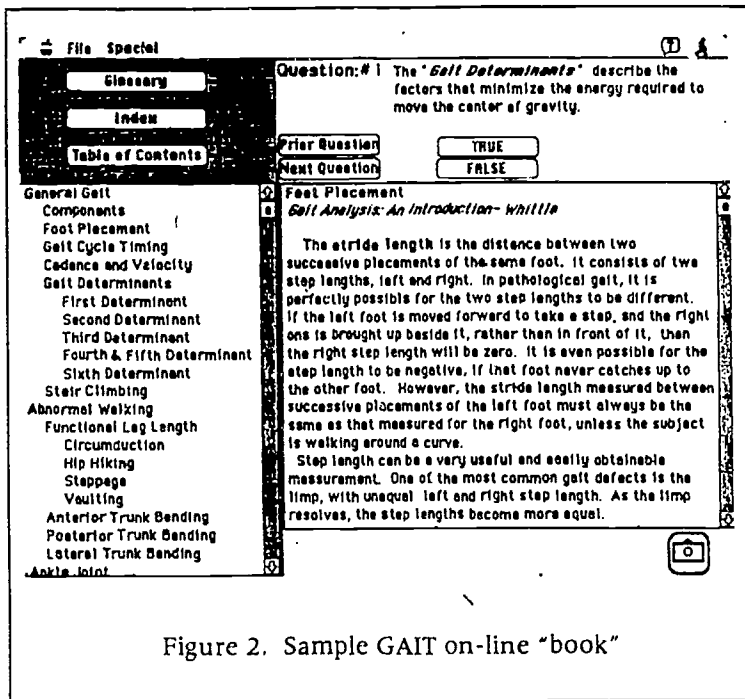 File Special
Glossary
Index
Table of Contents
Question:# 1 The "Gait Determinants" describe the
factors that minimize the energy required to
move the center of gravity.
Prior Question
TRUE
Next Question
FALSE
General Gait
Components
Foot Placement
Gait Cycle Timing
Cadence and Velocity
Gait Determinants
First Determinant
Second Determinant
Third Determinant
Fourth & Fifth Determinant
Sixth Determinant
Stair Climbing
Abnormal Walking
Functional Leg Length
Circumduction
Hip Hiking
Steppage
Vaulting
Anterior Trunk Bending
Posterior Trunk Bending
Lateral Trunk Bending
Ankle Joint
Foot Placement
Gait Analysis: An Introduction- Whittle
The stride length is the distance between two
successive placements of the same foot. It consists of two
step lengths, left and right. In pathological gait, it is
perfectly possible for the two step lengths to be different.
If the left foot is moved forward to take a step, and the right
one is brought up beside it, rather than in front of it, then
the right step length will be zero. It is even possible for the
step length to be negative, if that foot never catches up to
the other foot. However, the stride length measured between
successive placements of the left foot must always be the
same as that measured for the right foot, unless the subject
is walking around a curve.
Step length can be a very useful and easily obtainable
measurement. One of the most common gait defects is the
limp, with unequal left and right step length. As the limp
resolves, the step lengths become more equal.
Figure 2. Sample GAIT on-line "book"